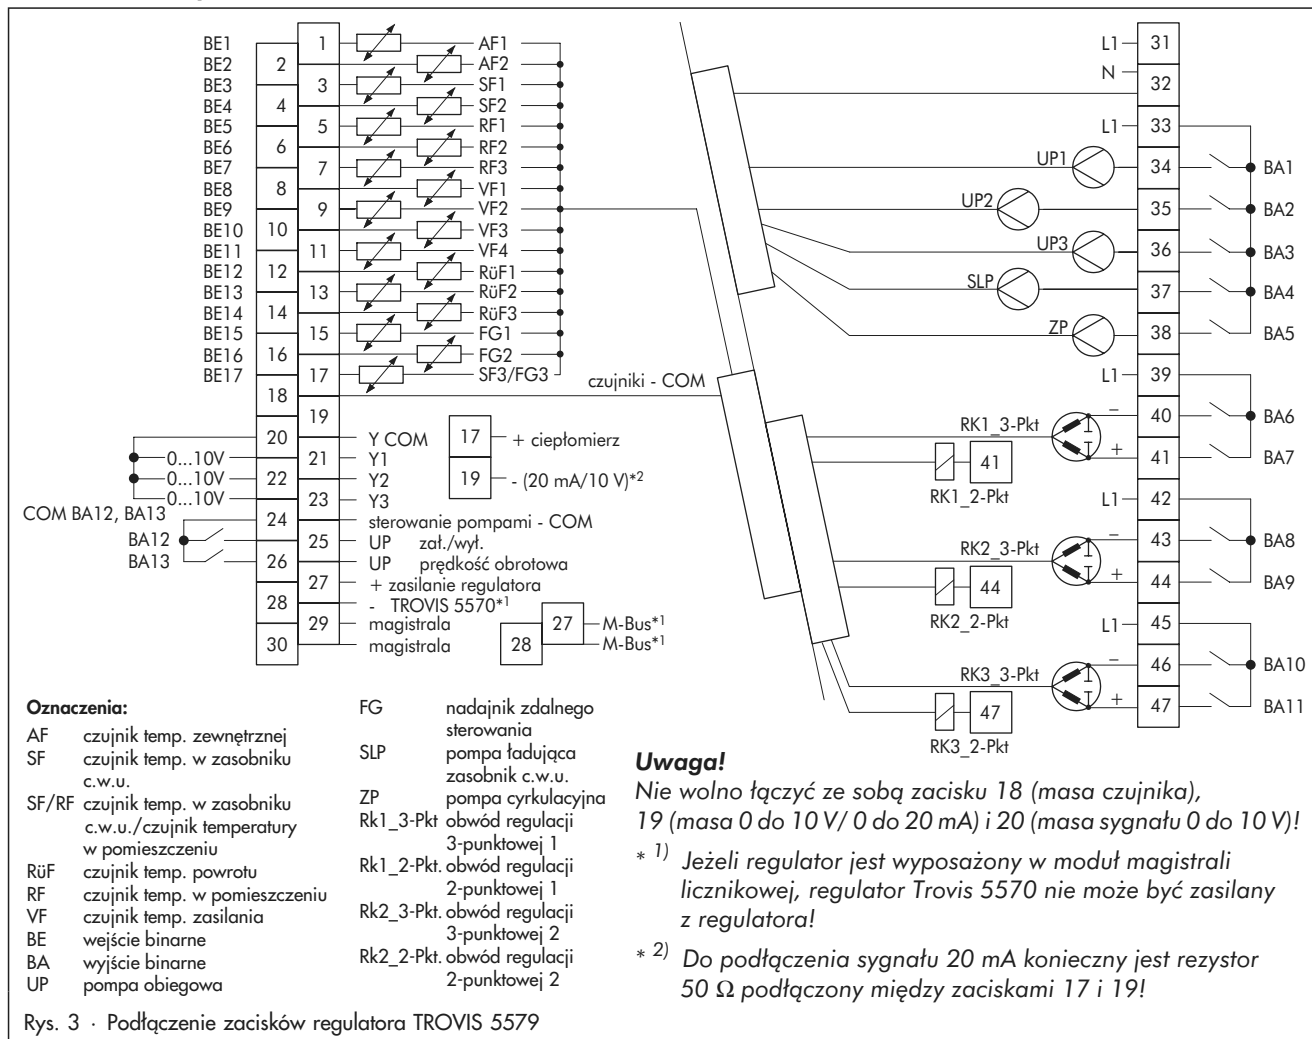 BE1 1 AF1
BE2 2 AF2
BE3 3 SF1
BE4 4 SF2
BE5 5 RF1
BE6 6 RF2
BE7 7 RF3
BE8 8 VF1
BE9 9 VF2
BE10 10 VF3
BE11 11 VF4
BE12 12 RüF1
BE13 13 RüF2
BE14 14 RüF3
BE15 15 FG1
BE16 16 FG2
BE17 17 SF3/FG3
18 czujniki - COM
19
20 Y COM
0...10V 21 Y1
0...10V 22 Y2
0...10V 23 Y3
COM BA12, BA13
24 sterowanie pompami - COM
BA12 25 UP zał./wył.
BA13 26 UP prędkość obrotowa
27 + zasilanie regulatora
28 - TROVIS 5570*1
29 magistrala
30 magistrala
17 + ciepłomierz
19 - (20 mA/10 V)*2
27 M-Bus*1
28 M-Bus*1
L1 31
N 32
L1 33
UP1 34 BA1
UP2 35 BA2
UP3 36 BA3
SLP 37 BA4
ZP 38 BA5
L1 39
RK1_3-Pkt − 40 BA6
+ 41 BA7
41
RK1_2-Pkt
L1 42
RK2_3-Pkt − 43 BA8
+ 44 BA9
44
RK2_2-Pkt
L1 45
RK3_3-Pkt − 46 BA10
+ 47 BA11
47
RK3_2-Pkt
Oznaczenia:
AF czujnik temp. zewnętrznej
SF czujnik temp. w zasobniku
c.w.u.
SF/RF czujnik temp. w zasobniku
c.w.u./czujnik temperatury
w pomieszczeniu
RüF czujnik temp. powrotu
RF czujnik temp. w pomieszczeniu
VF czujnik temp. zasilania
BE wejście binarne
BA wyjście binarne
UP pompa obiegowa
FG nadajnik zdalnego
sterowania
SLP pompa ładująca
zasobnik c.w.u.
ZP pompa cyrkulacyjna
Rk1_3-Pkt obwód regulacji
3-punktowej 1
Rk1_2-Pkt. obwód regulacji
2-punktowej 1
Rk2_3-Pkt. obwód regulacji
3-punktowej 2
Rk2_2-Pkt. obwód regulacji
2-punktowej 2
Uwaga!
Nie wolno łączyć ze sobą zacisku 18 (masa czujnika),
19 (masa 0 do 10 V/ 0 do 20 mA) i 20 (masa sygnału 0 do 10 V)!
* 1) Jeżeli regulator jest wyposażony w moduł magistrali
licznikowej, regulator Trovis 5570 nie może być zasilany
z regulatora!
* 2) Do podłączenia sygnału 20 mA konieczny jest rezystor
50 Ω podłączony między zaciskami 17 i 19!
Rys. 3 · Podłączenie zacisków regulatora TROVIS 5579